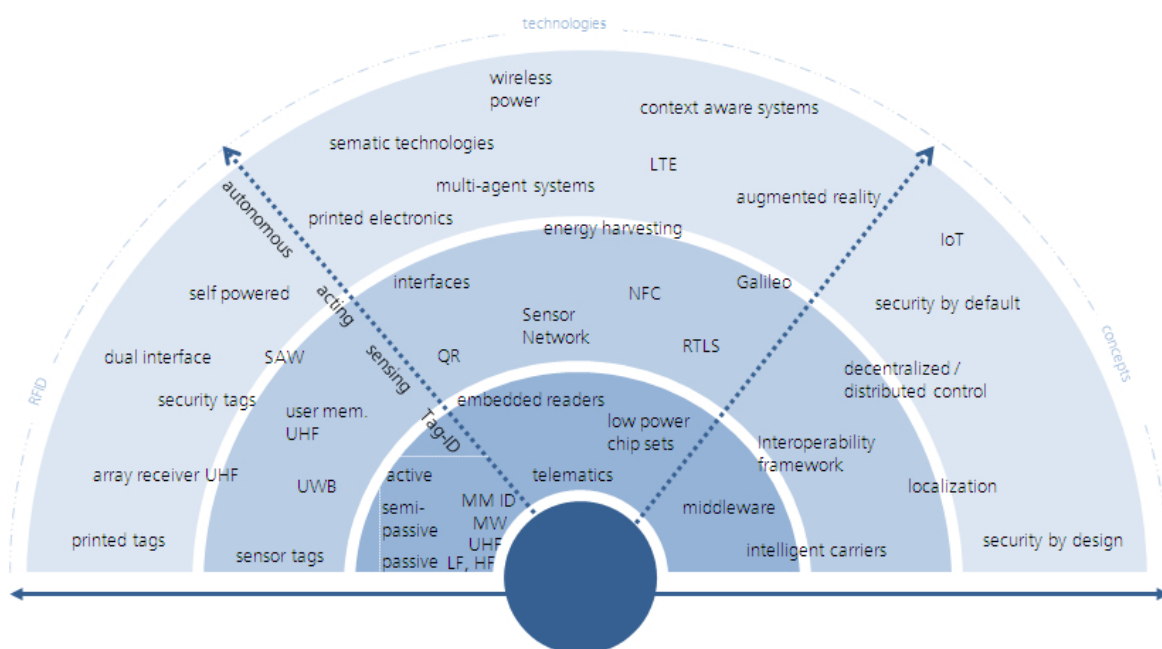 technologies
wireless
power
context aware systems
sematic technologies
LTE
multi-agent systems
augmented reality
autonomous
printed electronics
energy harvesting
IoT
interfaces
NFC
Galileo
self powered
acting
security by default
Sensor
Network
RTLS
QR
sensing
dual interface
SAW
decentralized /
distributed control
concepts
RFID
security tags
user mem.
UHF
embedded readers
Tag-ID
low power
chip sets
Interoperability
framework
array receiver UHF
UWB
active
telematics
localization
semi-
passive
MM ID
MW
UHF
LF, HF
passive
middleware
printed tags
sensor tags
intelligent carriers
security by design